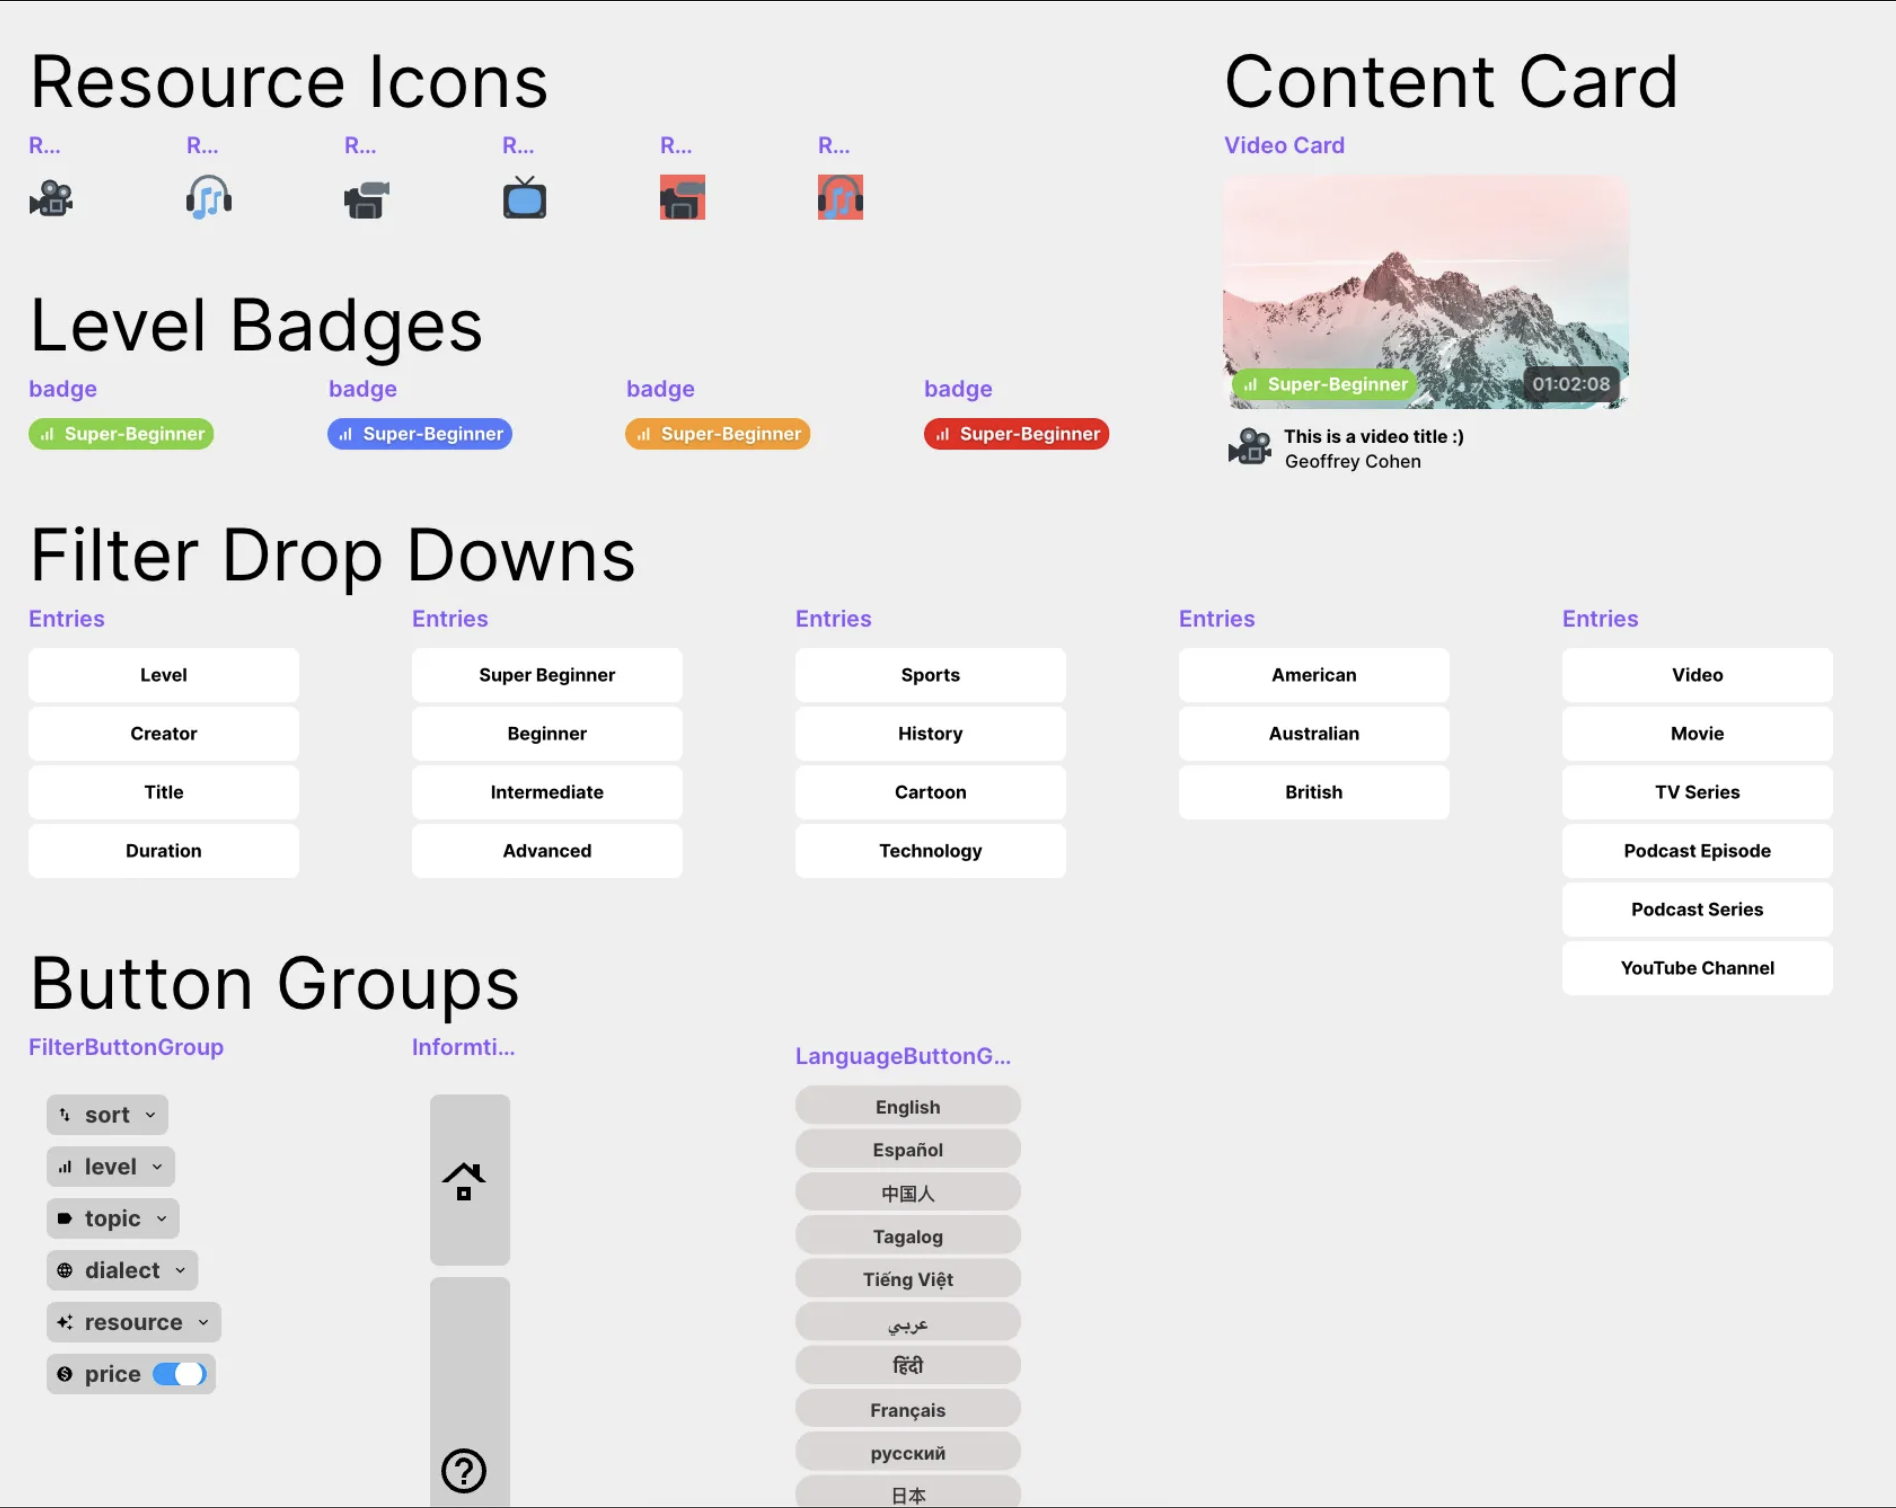 Resource Icons
R...
R...
R...
R...
R...
R...
Level Badges
badge
Super-Beginner
badge
Super-Beginner
badge
Super-Beginner
badge
Super-Beginner
Content Card
Video Card
Super-Beginner
01:02:08
This is a video title :)
Geoffrey Cohen
Filter Drop Downs
Entries
Level
Creator
Title
Duration
Entries
Super Beginner
Beginner
Intermediate
Advanced
Entries
Sports
History
Cartoon
Technology
Entries
American
Australian
British
Entries
Video
Movie
TV Series
Podcast Episode
Podcast Series
YouTube Channel
Button Groups
FilterButtonGroup
sort
level
topic
dialect
resource
price
Informti...
LanguageButtonG...
English
Español
中国人
Tagalog
Tiếng Việt
عربي
हिंदी
Français
русский
日本